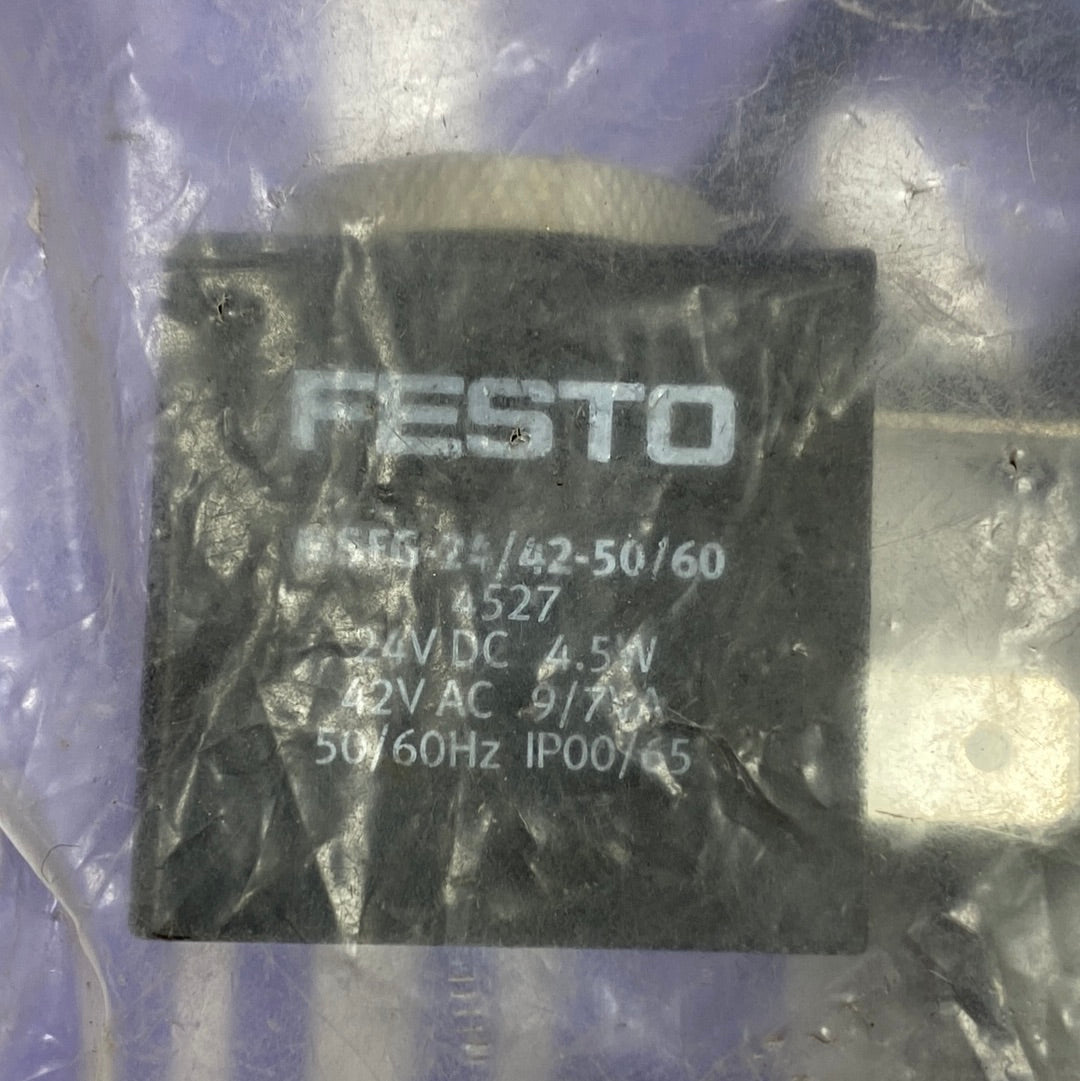 FESTO
MSFG-24/42-50/60
4527
24V DC 4.5W
42V AC 9/7VA
50/60Hz IP00/65